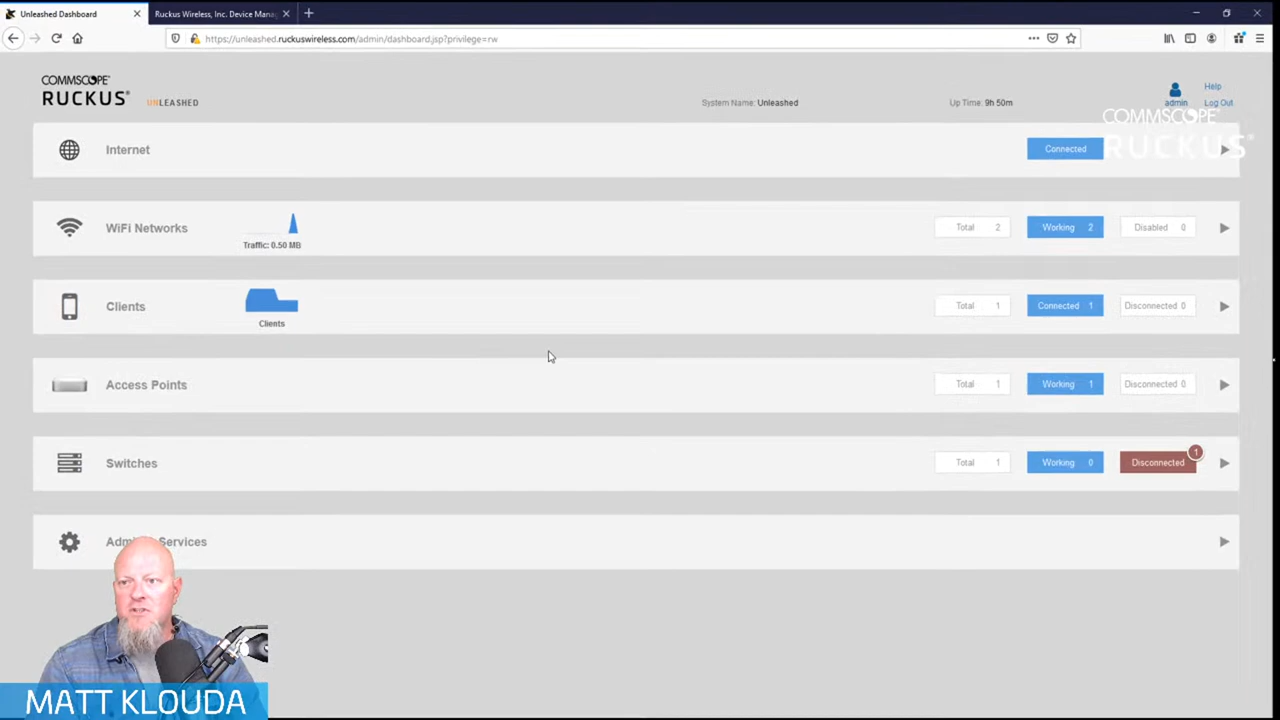 Unleashed Dashboard
Ruckus Wireless, Inc. Device Mana
https://unleashed.ruckuswireless.com/admin/dashboard.jsp?privilege=rw
COMMSCOPE
RUCKUS UNLEASHED
System Name: Unleashed
Up Time: 9h 50m
admin
Help
Log Out
COMMSCOPE
RUCKUS
Internet
Connected
WiFi Networks
Traffic: 0.50 MB
Total 2
Working 2
Disabled 0
Clients
Clients
Total 1
Connected 1
Disconnected 0
Access Points
Total 1
Working 1
Disconnected 0
Switches
Total 1
Working 0
Disconnected 1
Services
MATT KLOUDA